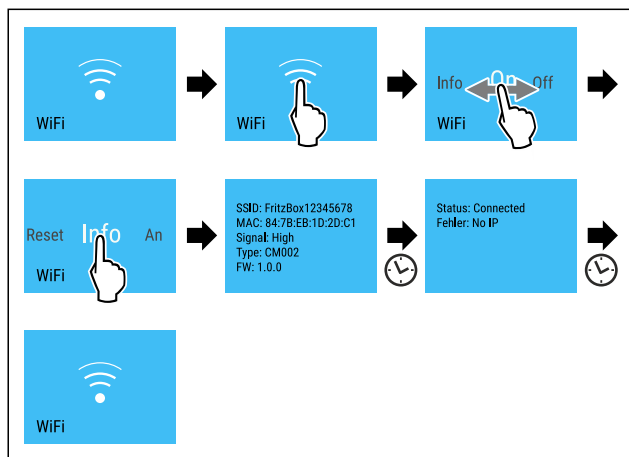 WiFi
WiFi
Info On Off
WiFi
Reset Info An
WiFi
SSID: FritzBox12345678
MAC: 84:7B:EB:1D:2D:C1
Signal: High
Type: CM002
FW: 1.0.0
Status: Connected
Fehler: No IP
WiFi